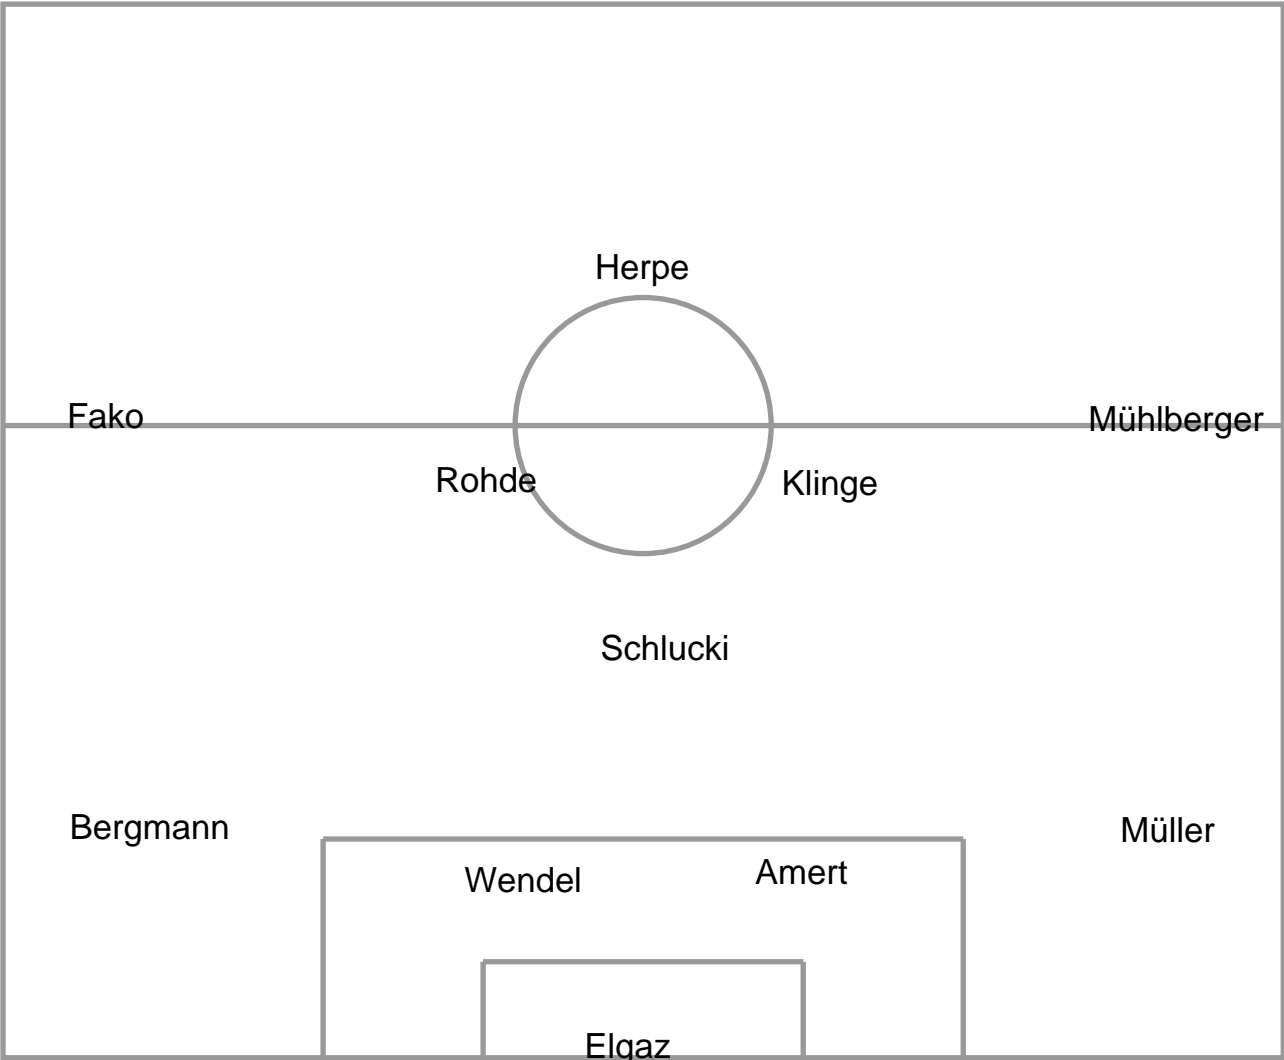 Herpe
Fako
Mühlberger
Rohde
Klinge
Schlucki
Bergmann
Müller
Wendel
Amert
Elgaz